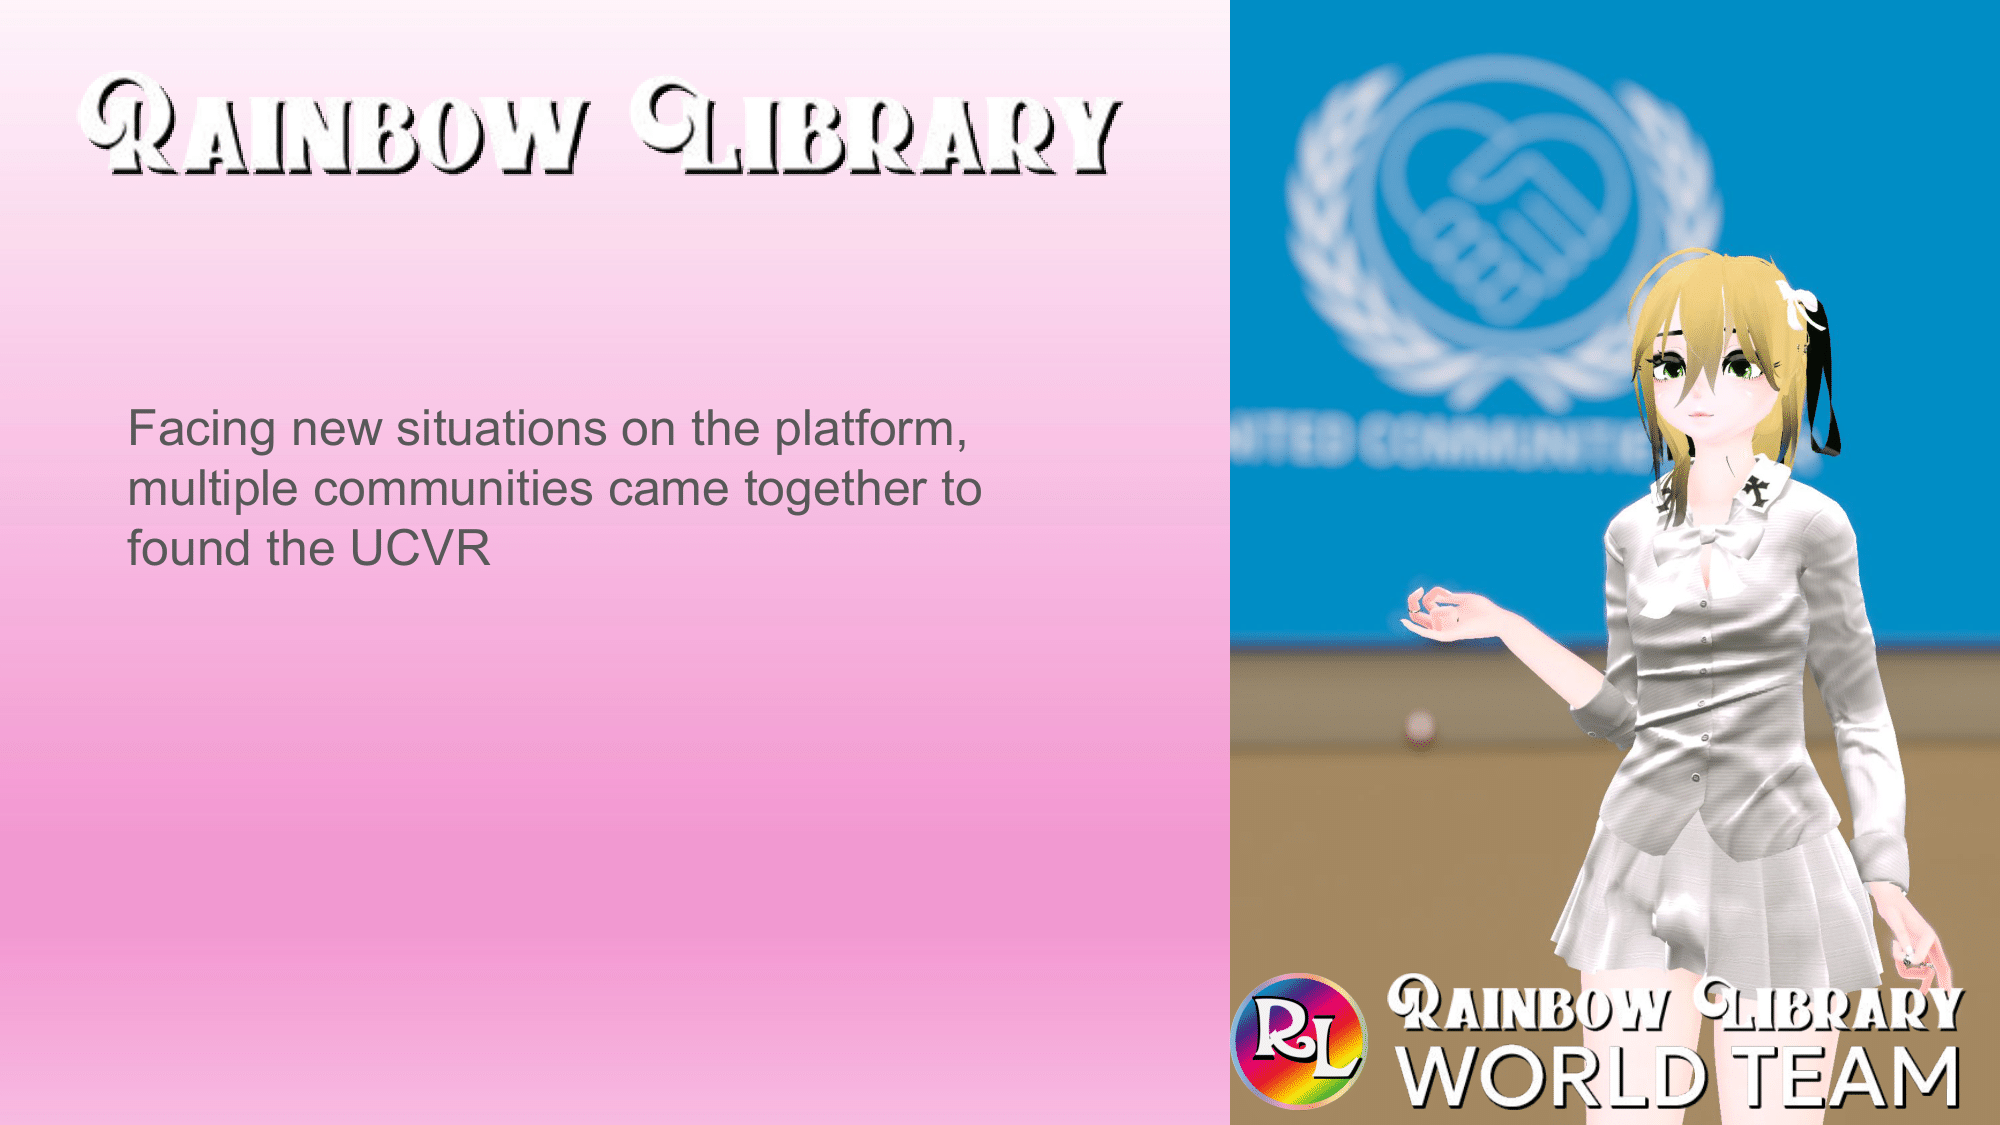 RAINBOW LIBRARY
Facing new situations on the platform,
multiple communities came together to
found the UCVR
RL
RAINBOW LIBRARY
WORLD TEAM